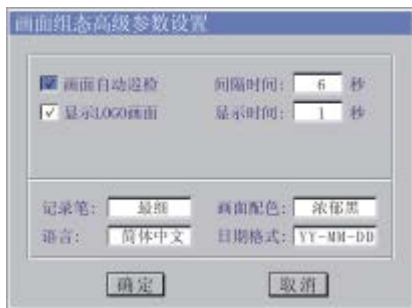 画面组态高级参数设置
画面自动巡检 间隔时间: 6 秒
显示LOGO画面 显示时间: 1 秒
记录笔: 最细 画面配色: 浓郁黑
语言: 简体中文 日期格式: YY-MM-DD
确定 取消